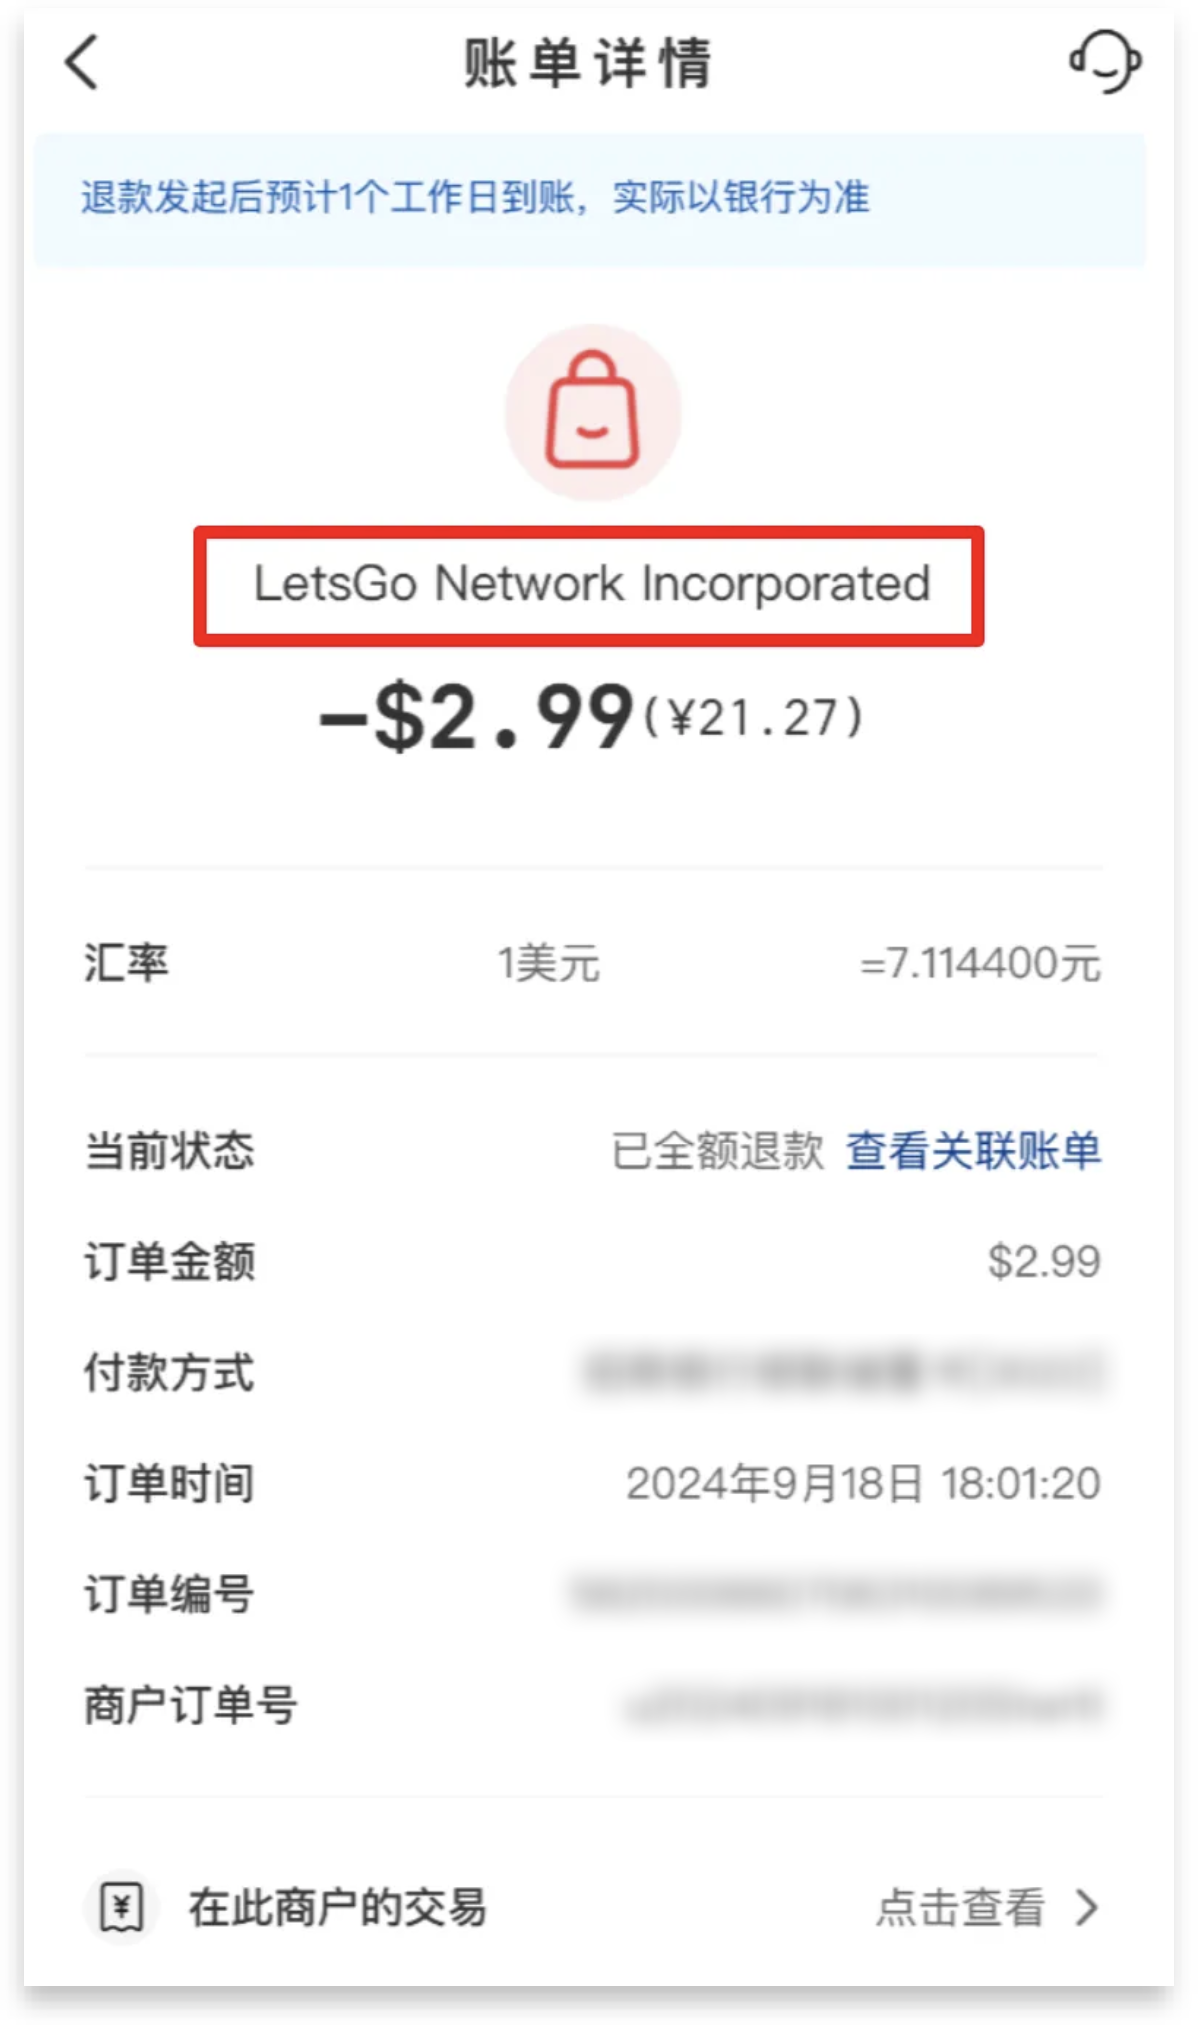 账单详情
退款发起后预计1个工作日到账，实际以银行为准
LetsGo Network Incorporated
-$2.99(¥21.27)
汇率 1美元 =7.114400元
当前状态 已全额退款 查看关联账单
订单金额 $2.99
付款方式
订单时间 2024年9月18日 18:01:20
订单编号
商户订单号
¥ 在此商户的交易 点击查看